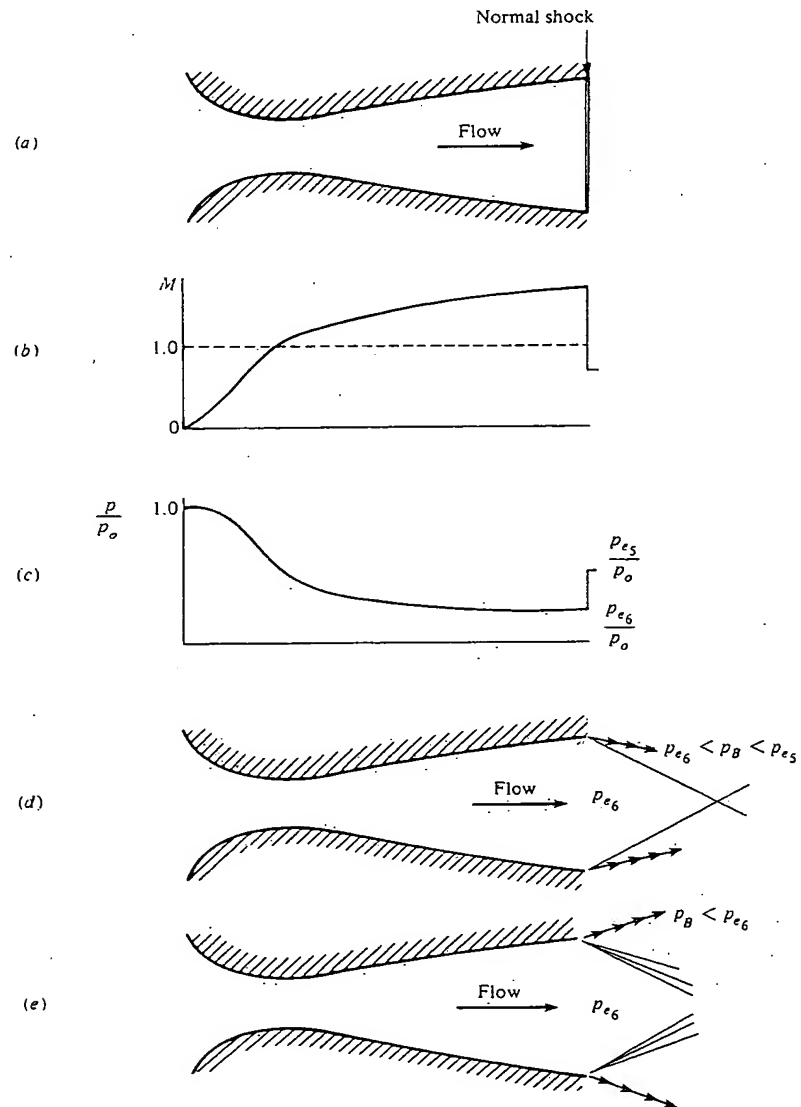 Normal shock
(a)
Flow
M
(b)
1.0
0
p/p_o
1.0
(c)
p_e5/p_o
p_e6/p_o
p_e6 < p_B < p_e5
(d)
Flow
p_e6
p_B < p_e6
(e)
Flow
p_e6